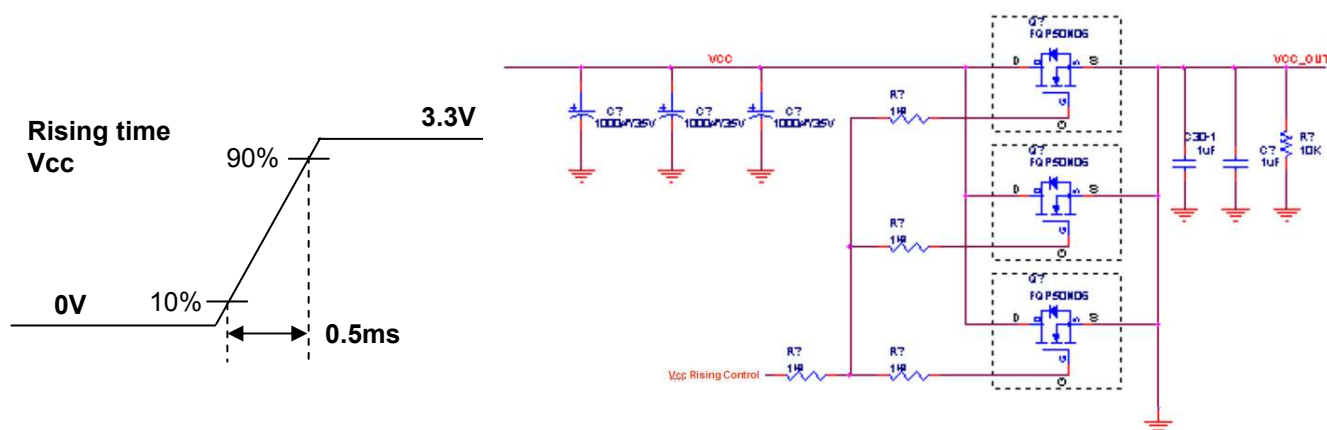 Rising time
Vcc
90%
3.3V
0V
10%
0.5ms
VCC
C?
1000uF/35V
C?
1000uF/35V
C?
1000uF/35V
R?
1K
Q?
FQP50N06
D
S
G
VCC_OUT
C30-1
1uF
C?
1uF
R?
10K
R?
1K
Q?
FQP50N06
D
S
G
R?
1K
Q?
FQP50N06
D
S
G
Vcc Rising Control
R?
1K